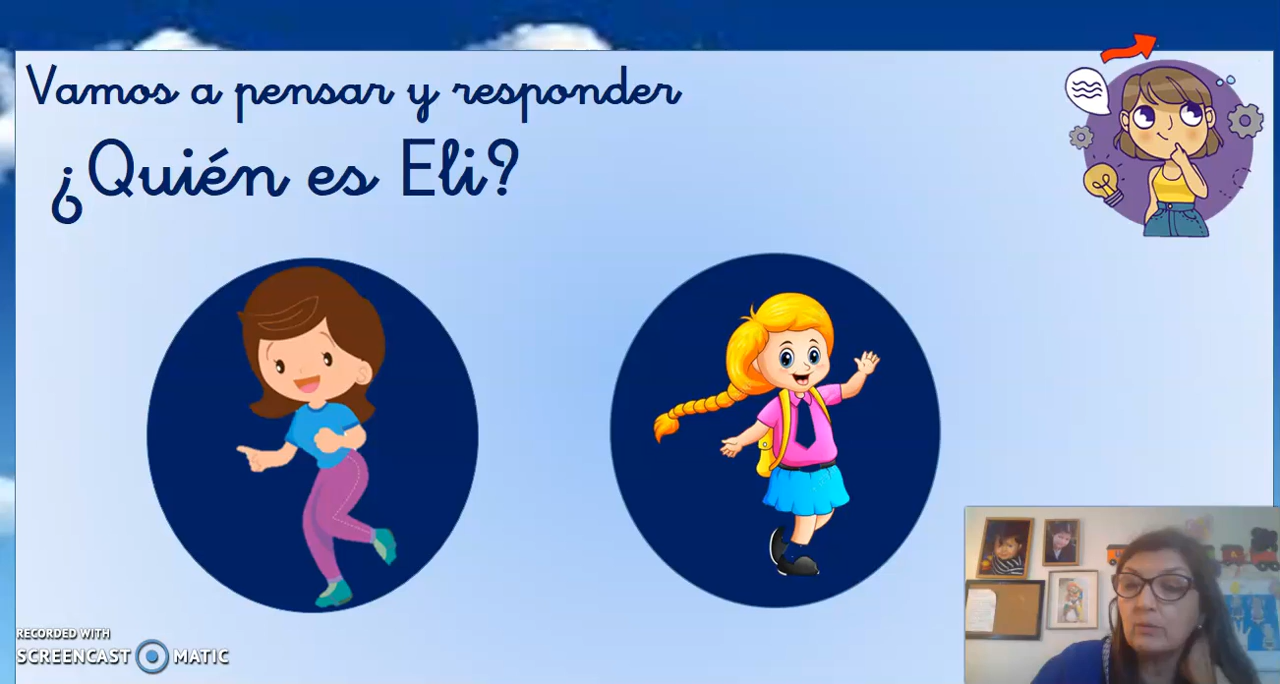 Vamos a pensar y responder
¿Quién es Eli?
RECORDED WITH
SCREENCAST MATIC